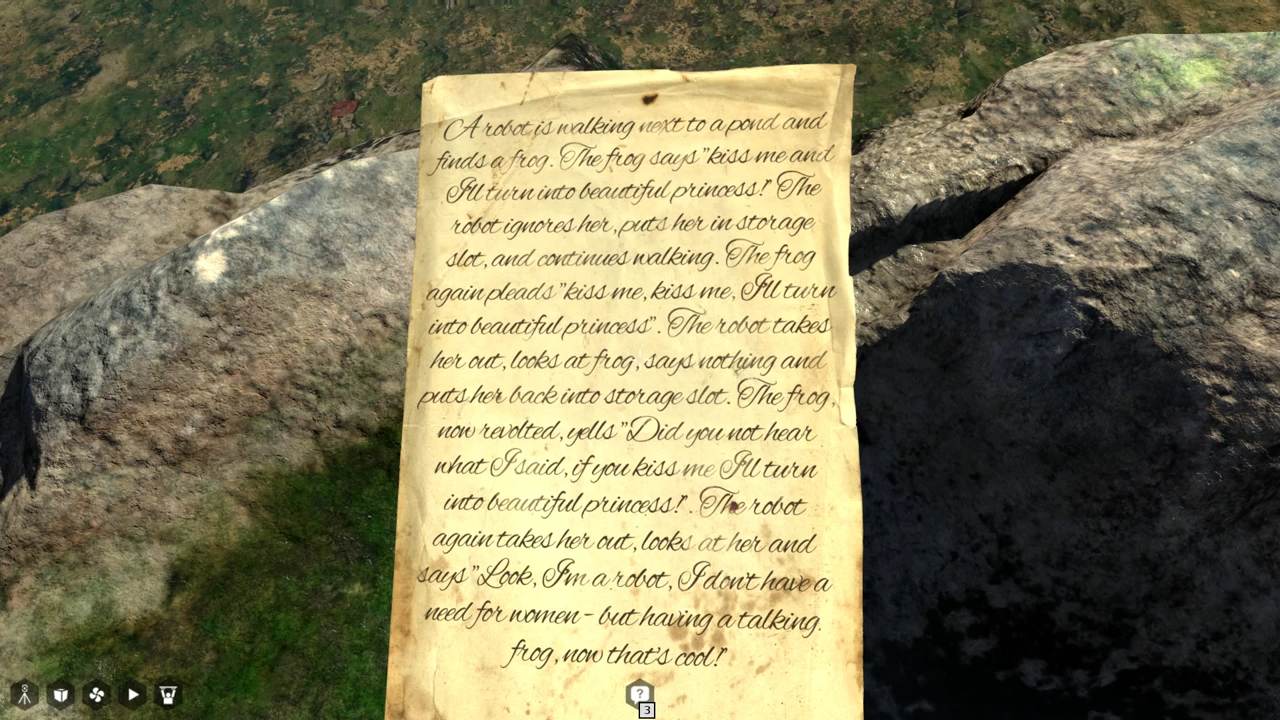 A robot is walking next to a pond and
finds a frog. The frog says "kiss me and
I'll turn into beautiful princess!" The
robot ignores her, puts her in storage
slot, and continues walking. The frog
again pleads "kiss me, kiss me, I'll turn
into beautiful princess". The robot takes
her out, looks at frog, says nothing and
puts her back into storage slot. The frog,
now revolted, yells "Did you not hear
what I said, if you kiss me I'll turn
into beautiful princess!". The robot
again takes her out, looks at her and
says "Look, I'm a robot, I don't have a
need for women - but having a talking
frog, now that's cool!"
?
3